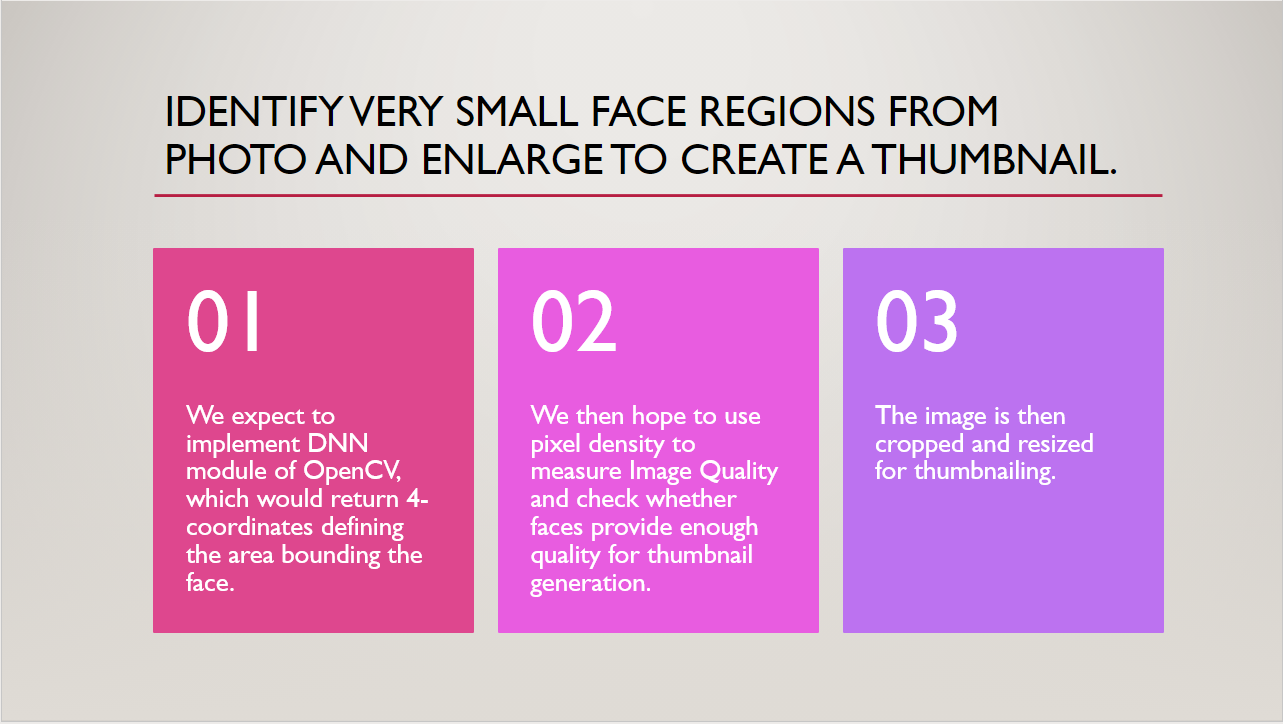 IDENTIFY VERY SMALL FACE REGIONS FROM
PHOTO AND ENLARGE TO CREATE A THUMBNAIL.
01
We expect to
implement DNN
module of OpenCV,
which would return 4-
coordinates defining
the area bounding the
face.
02
We then hope to use
pixel density to
measure Image Quality
and check whether
faces provide enough
quality for thumbnail
generation.
03
The image is then
cropped and resized
for thumbnailing.